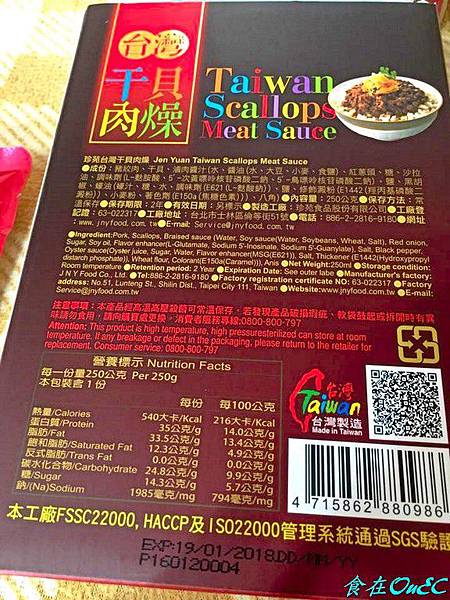 台灣
干貝
肉燥
Taiwan
Scallops
Meat Sauce
珍苑台灣干貝肉燥 Jen Yuan Taiwan Scallops Meat Sauce
●Ingredient:Pork, Scallops, Braised sauce (Water, Soy sauce(Water, Soybeans, Wheat, Salt), Red onion,
Sugar, Soy oil, Flavor enhancer(L-Glutamate, Sodium 5'-Inosinate, Sodium 5'-Guanylate), Salt, Black pepper,
Oyster sauce(Oyster juice, Sugar, Water, Flavor enhancer(MSG(E621)), Salt, Thickener(E1442(Hydroxypropyl
distarch phosphate)), Wheat flour, Colorant(E150a(Caramel)), Anis ●Net weight:250ml ●Storage condition:
Room temperature ●Retention period: 2 Year ●Expiration Date: See outer labe ●Manufacturer's factory:
J N Y Food Co., Ltd. ●Tel:886-2-2816-9180 ●Factory registration certificate NO: 63-022317 ●Factory
address: No.51, Lunteng St., Shilin Dist., Taipei City 111, Taiwan ●Website:www.jnyfood.com.tw ●E-mail:
Service@jnyfood.com.tw
注意事項：本產品經高溫高壓殺菌可常溫保存，若發現產品破損瑕疵、軟袋鼓起或拆開時有異
味請勿食用，請向購買處更換，消費者服務專線:0800-800-797
Attention: This product is high temperature, high pressuresterilized can store at room
temperature. If any breakage or defect in the packaging, please return to the retailer for
replacement. Consumer service: 0800-800-797
營養標示 Nutrition Facts
每一份量250公克 Per 250g
本包裝含 1 份
每份 每100公克
熱量/Calories 540大卡/Kcal 216大卡/Kcal
蛋白質/Protein 35公克/g 14.0公克/g
脂肪/Fat 33.5公克/g 13.4公克/g
飽和脂肪/Saturated Fat 12.3公克/g 4.9公克/g
反式脂肪/Trans Fat 0.0公克/g 0.0公克/g
碳水化合物/Carbohydrate 24.8公克/g 9.9公克/g
糖/Sugar 14.3公克/g 5.7公克/g
鈉/(Na)Sodium 1985毫克/mg 794毫克/mg
台灣
Taiwan
台灣製造
Made in Taiwan
4 715862 880986
本工廠FSSC22000,HACCP及ISO22000管理系統通過SGS驗證
EXP:19/01/2018.DD/MM/YY
P160120004
食在OuEC